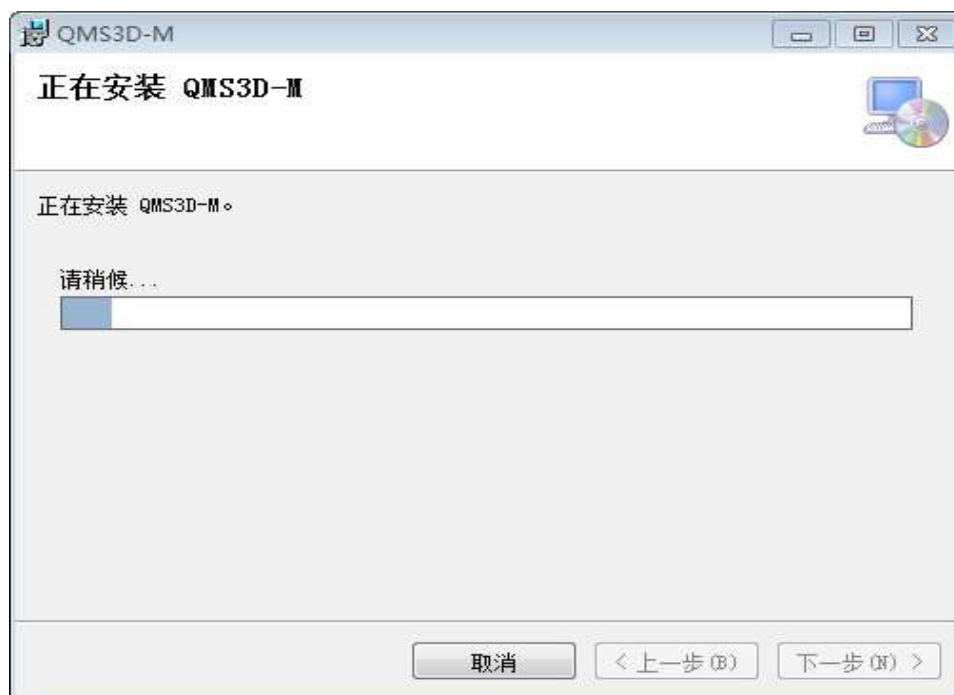 QMS3D-M
正在安装 QMS3D-M
正在安装 QMS3D-M。
请稍候...
取消
< 上一步(B)
下一步(N) >